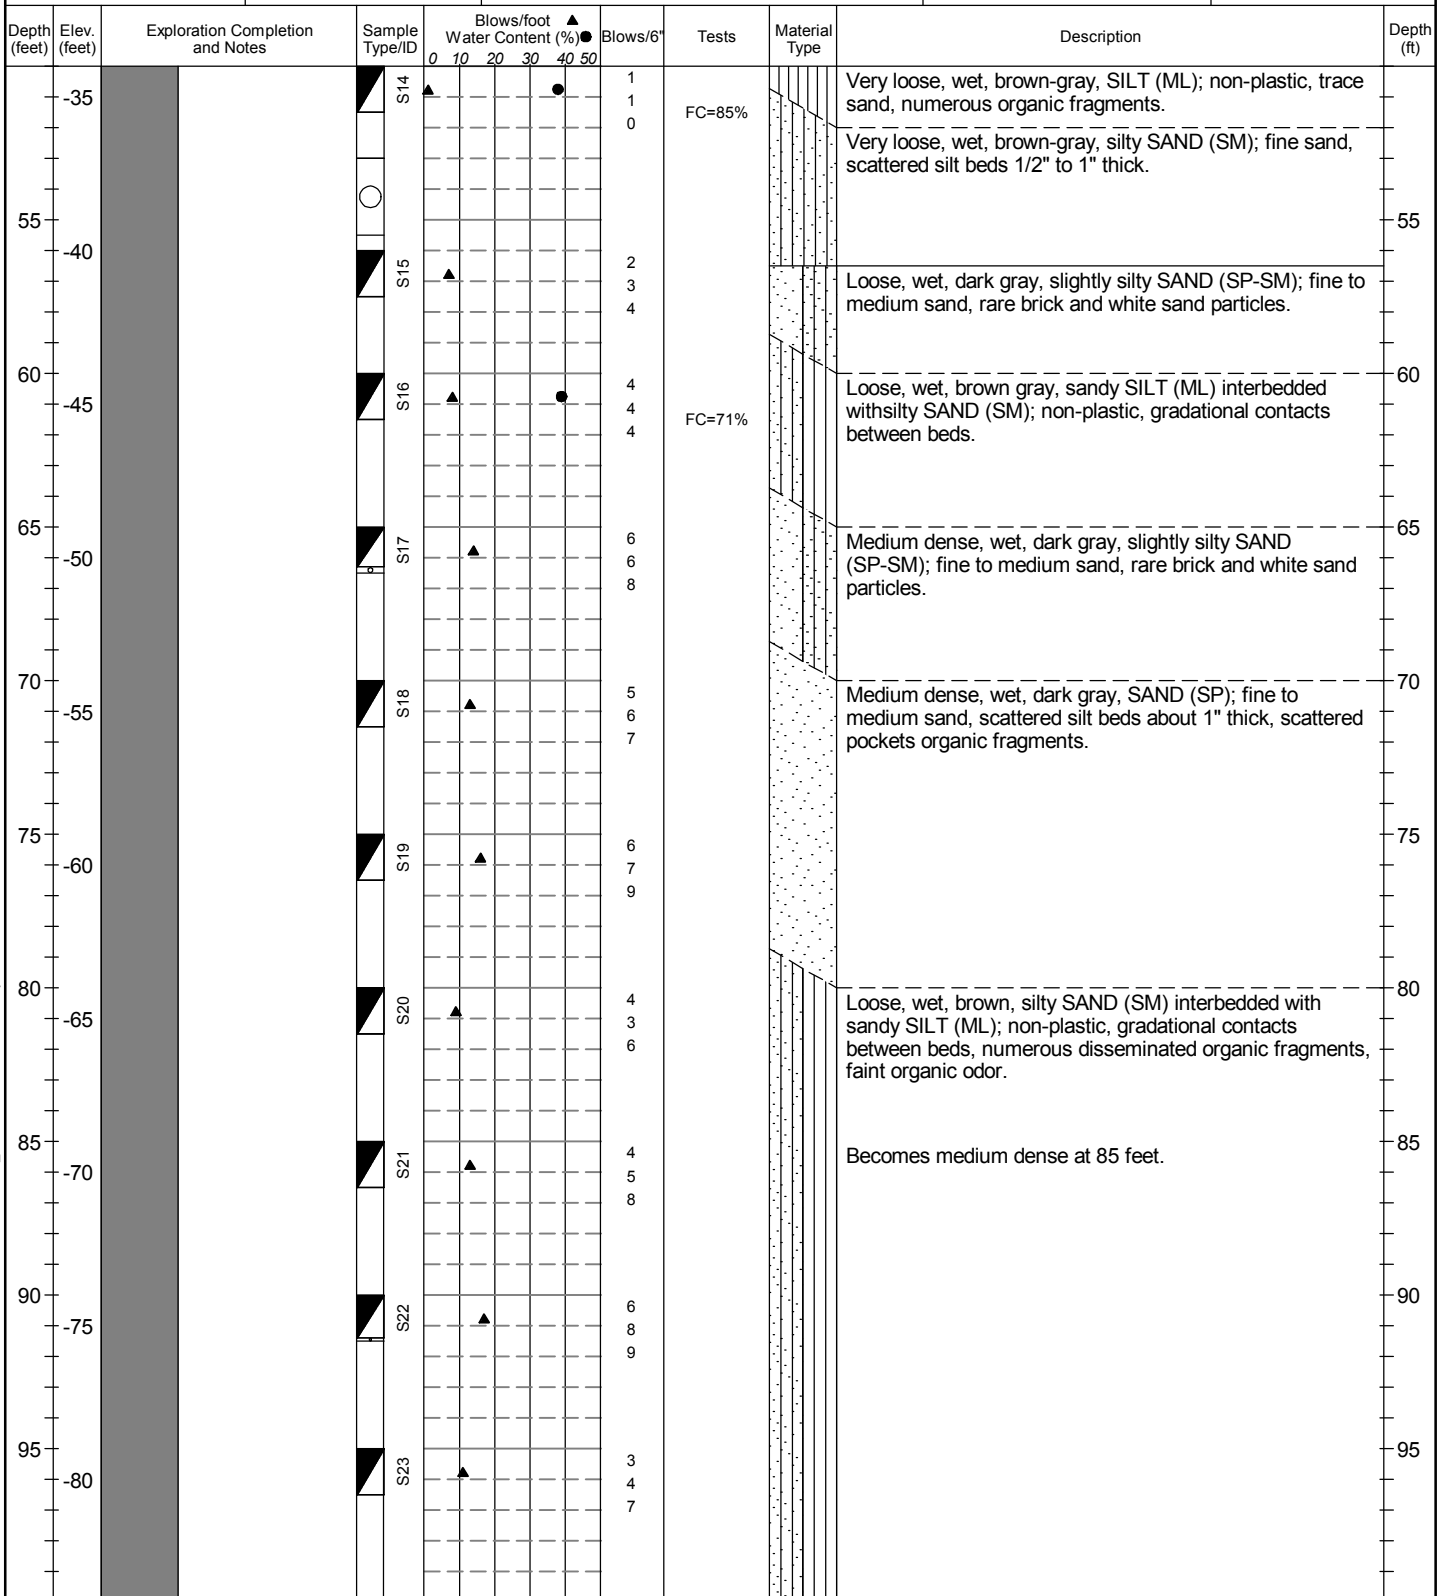 Depth
(feet)
Elev.
(feet)
Exploration Completion
and Notes
Sample
Type/ID
Blows/foot
Water Content (%)
0 10 20 30 40 50
Blows/6"
Tests
Material
Type
Description
Depth
(ft)
-35
S14
1
1
0
FC=85%
Very loose, wet, brown-gray, SILT (ML); non-plastic, trace
sand, numerous organic fragments.
Very loose, wet, brown-gray, silty SAND (SM); fine sand,
scattered silt beds 1/2" to 1" thick.
55
55
-40
S15
2
3
4
Loose, wet, dark gray, slightly silty SAND (SP-SM); fine to
medium sand, rare brick and white sand particles.
60
60
-45
S16
4
4
4
FC=71%
Loose, wet, brown gray, sandy SILT (ML) interbedded
withsilty SAND (SM); non-plastic, gradational contacts
between beds.
65
65
-50
S17
6
6
8
Medium dense, wet, dark gray, slightly silty SAND
(SP-SM); fine to medium sand, rare brick and white sand
particles.
70
70
-55
S18
5
6
7
Medium dense, wet, dark gray, SAND (SP); fine to
medium sand, scattered silt beds about 1" thick, scattered
pockets organic fragments.
75
75
-60
S19
6
7
9
80
80
-65
S20
4
3
6
Loose, wet, brown, silty SAND (SM) interbedded with
sandy SILT (ML); non-plastic, gradational contacts
between beds, numerous disseminated organic fragments,
faint organic odor.
85
85
-70
S21
4
5
8
Becomes medium dense at 85 feet.
90
90
-75
S22
6
8
9
95
95
-80
S23
3
4
7